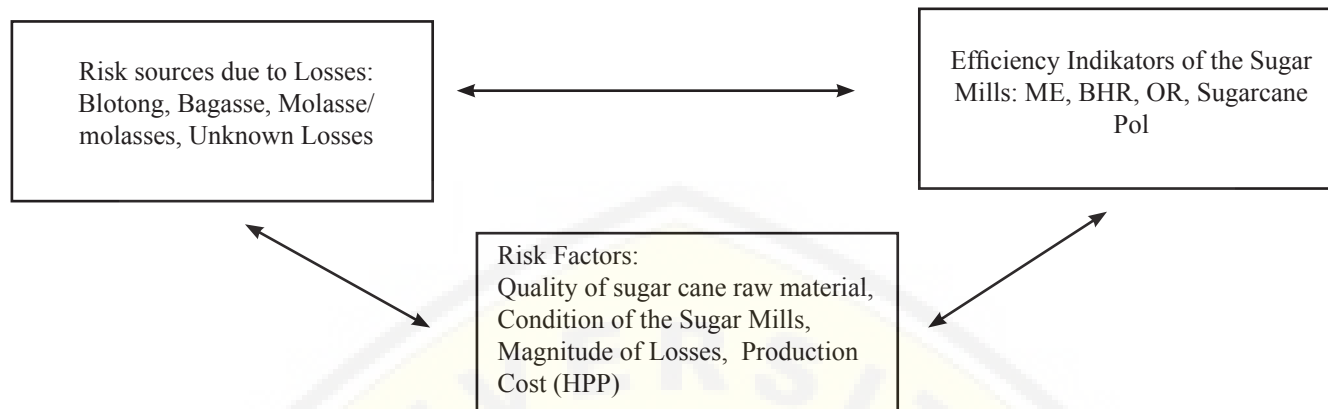 Risk sources due to Losses:
Blotong, Bagasse, Molasse/
molasses, Unknown Losses
Efficiency Indikators of the Sugar
Mills: ME, BHR, OR, Sugarcane
Pol
Risk Factors:
Quality of sugar cane raw material,
Condition of the Sugar Mills,
Magnitude of Losses, Production
Cost (HPP)